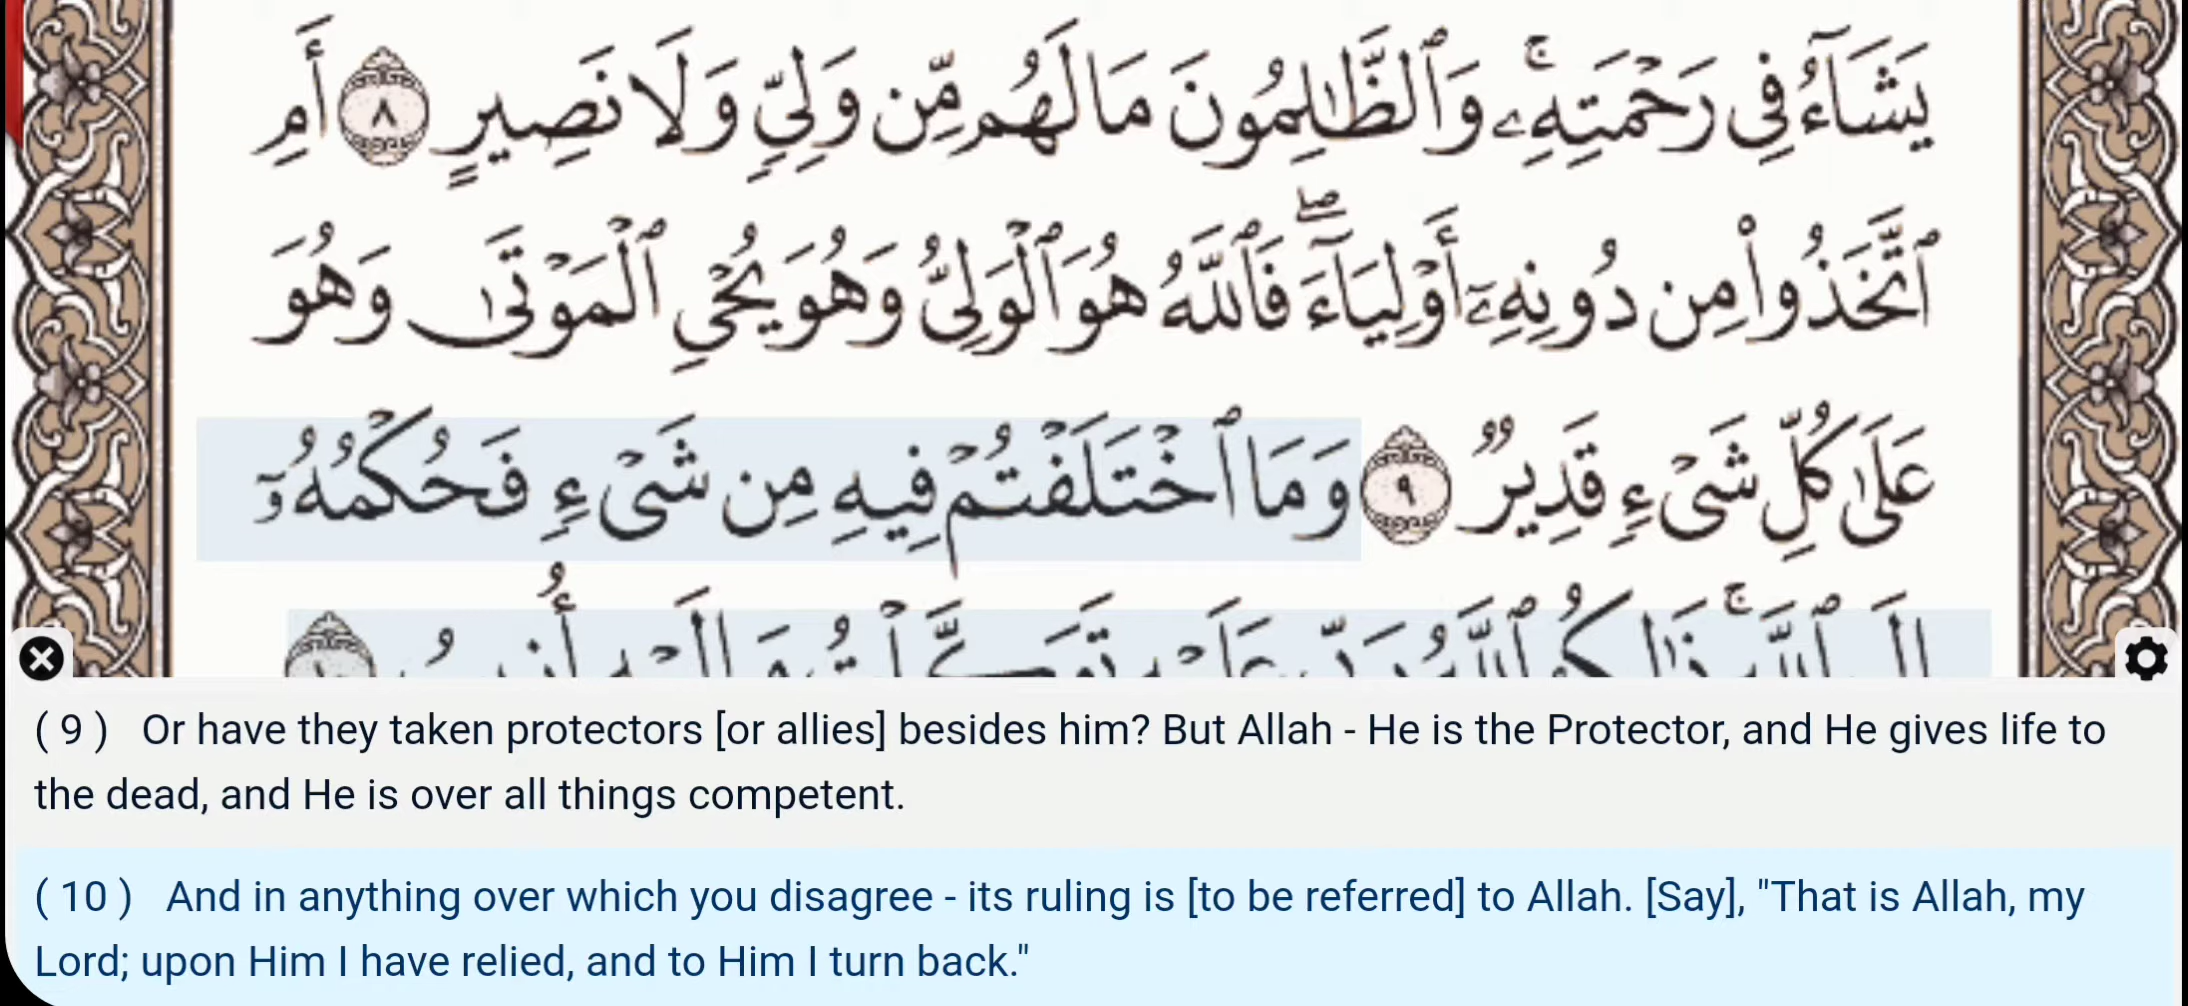 يَشَآءُ فِى رَحْمَتِهِۦۚ وَٱلظَّٰلِمُونَ مَا لَهُم مِّن وَلِىٍّ وَلَا نَصِيرٍ ٨ أَمِ
ٱتَّخَذُوا۟ مِن دُونِهِۦٓ أَوْلِيَآءَۖ فَٱللَّهُ هُوَ ٱلْوَلِىُّ وَهُوَ يُحْىِ ٱلْمَوْتَىٰ وَهُوَ
عَلَىٰ كُلِّ شَىْءٍ قَدِيرٌ ٩ وَمَا ٱخْتَلَفْتُمْ فِيهِ مِن شَىْءٍ فَحُكْمُهُۥٓ
إِلَى ٱللَّهِۚ ذَٰلِكُمُ ٱللَّهُ رَبِّى عَلَيْهِ تَوَكَّلْتُ وَإِلَيْهِ أُنِيبُ ١٠
( 9 ) Or have they taken protectors [or allies] besides him? But Allah - He is the Protector, and He gives life to
the dead, and He is over all things competent.
( 10 ) And in anything over which you disagree - its ruling is [to be referred] to Allah. [Say], "That is Allah, my
Lord; upon Him I have relied, and to Him I turn back."